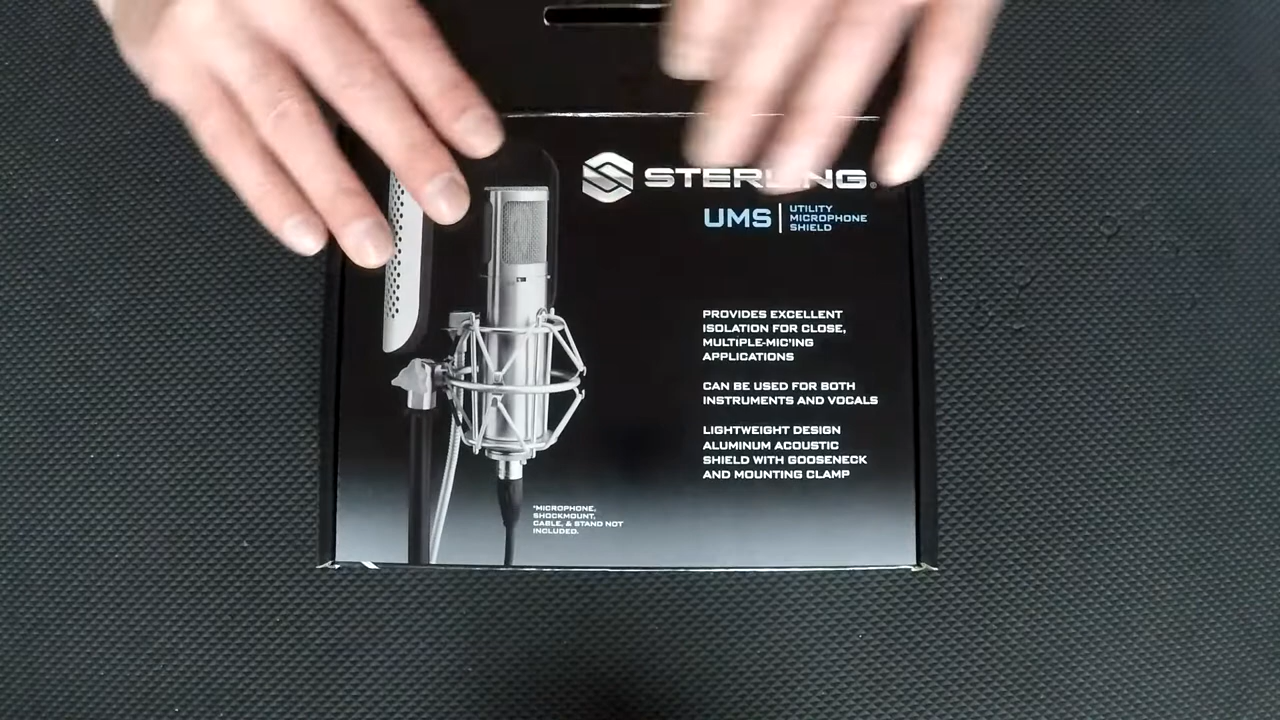 STERLING®
UMS
UTILITY
MICROPHONE
SHIELD
PROVIDES EXCELLENT
ISOLATION FOR CLOSE,
MULTIPLE-MIC'ING
APPLICATIONS
CAN BE USED FOR BOTH
INSTRUMENTS AND VOCALS
LIGHTWEIGHT DESIGN
ALUMINUM ACOUSTIC
SHIELD WITH GOOSENECK
AND MOUNTING CLAMP
*MICROPHONE,
SHOCKMOUNT,
CABLE, & STAND NOT
INCLUDED.